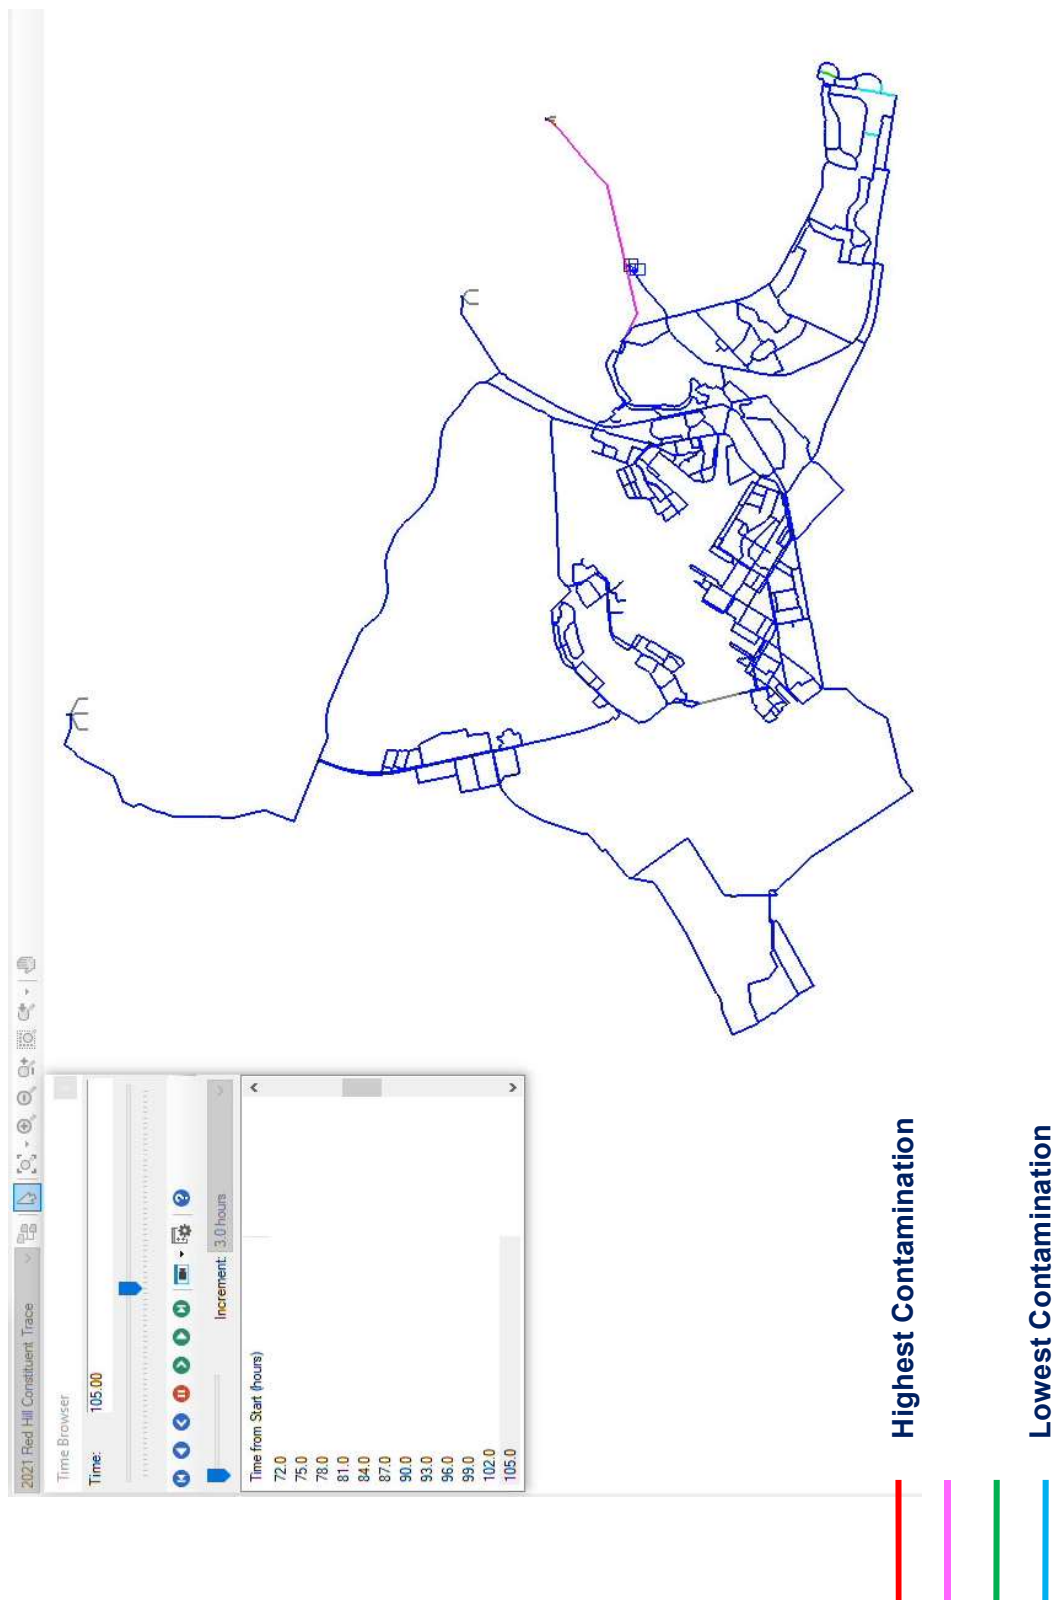 2021 Red Hill Constituent Trace
Time Browser
Time:
105.00
Increment:
3.0 hours
Time from Start (hours)
72.0
75.0
78.0
81.0
84.0
87.0
90.0
93.0
96.0
99.0
102.0
105.0
Highest Contamination
Lowest Contamination